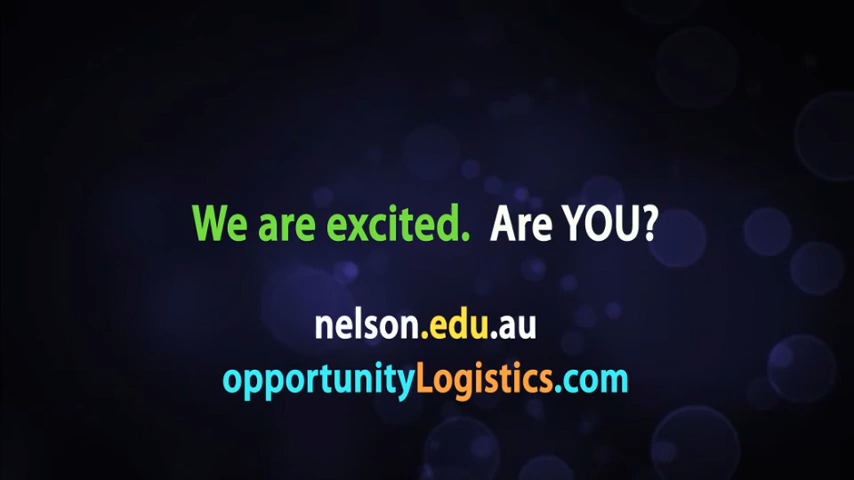 We are excited. Are YOU?
nelson.edu.au
opportunityLogistics.com